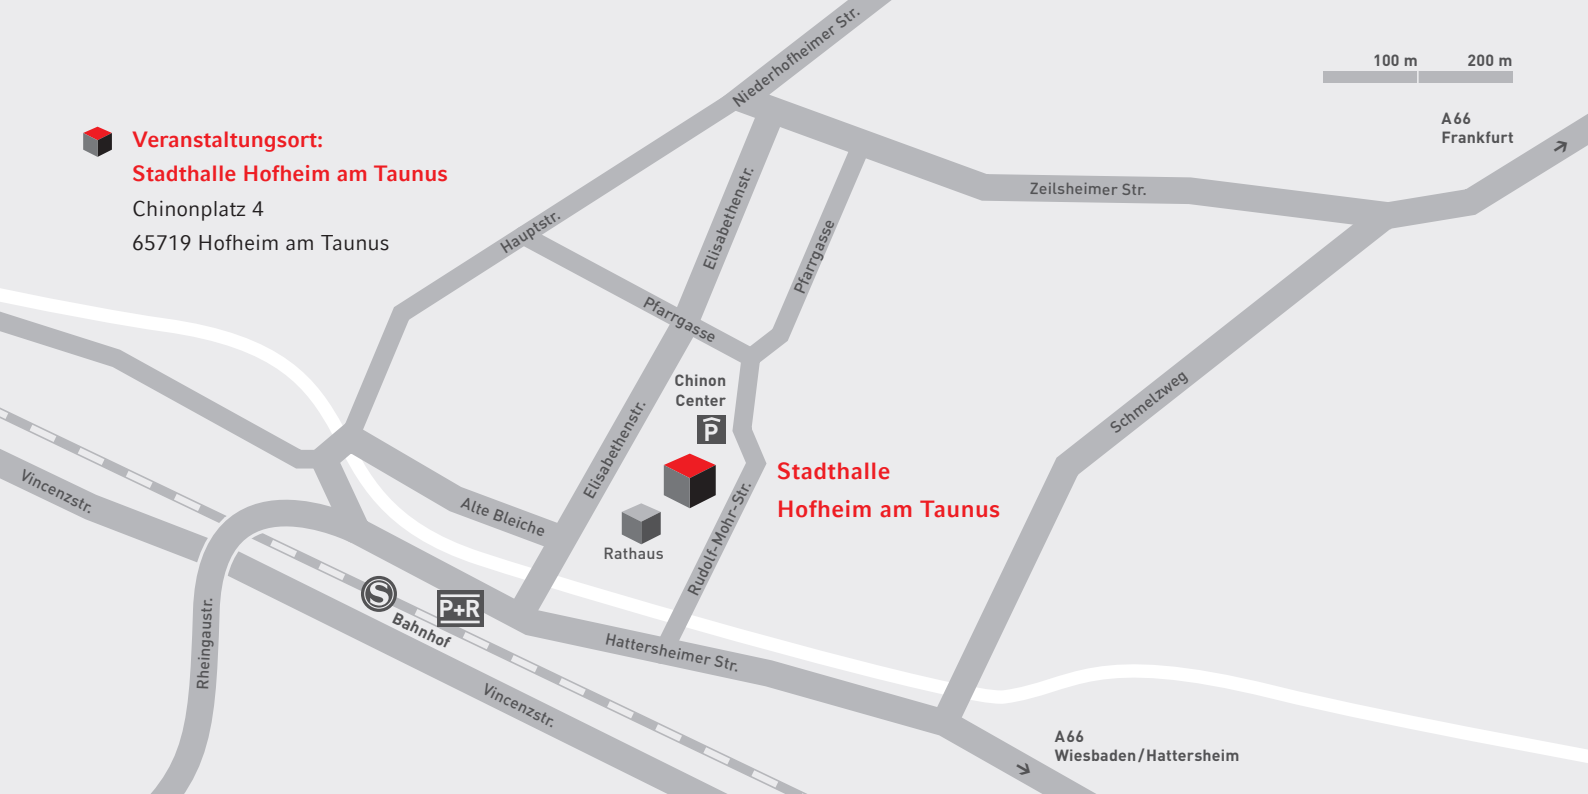 Niederhofheimer Str.
100 m 200 m
A66
Frankfurt
Veranstaltungsort:
Stadthalle Hofheim am Taunus
Chinonplatz 4
65719 Hofheim am Taunus
Zeilsheimer Str.
Elisabethenstr.
Hauptstr.
Pfarrgasse
Pfarrgasse
Chinon
Center
P
Schmelzweg
Elisabethenstr.
Stadthalle
Hofheim am Taunus
Vincenzstr.
Alte Bleiche
Rudolf-Mohr-Str.
Rathaus
S
P+R
Bahnhof
Rheingaustr.
Hattersheimer Str.
Vincenzstr.
A66
Wiesbaden/Hattersheim